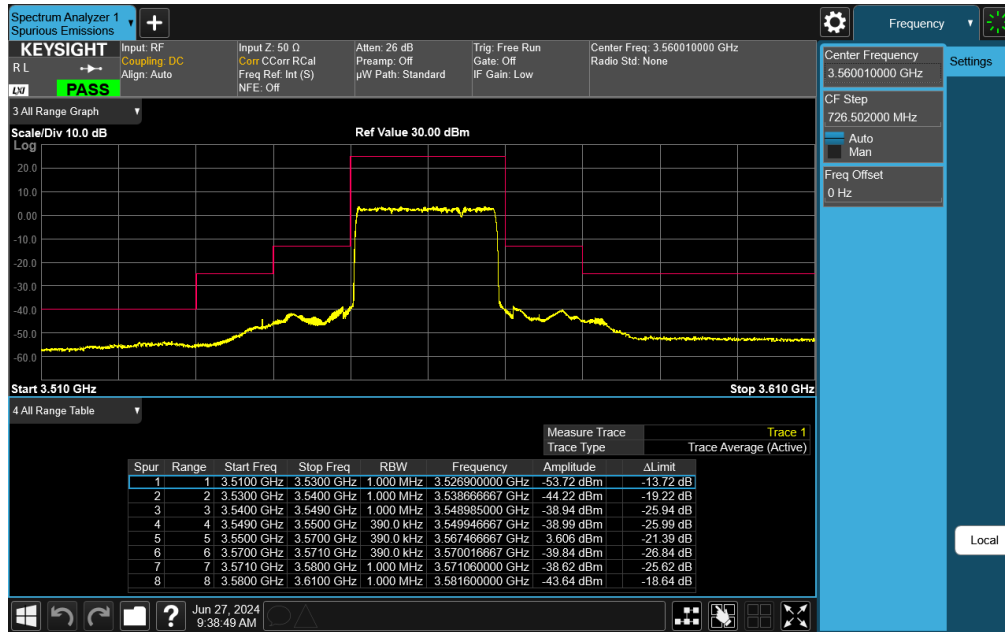 Spectrum Analyzer 1
Spurious Emissions
Frequency
KEYSIGHT
R L
LXI
PASS
Input: RF
Coupling: DC
Align: Auto
Input Z: 50 Ω
Corr CCorr RCal
Freq Ref: Int (S)
NFE: Off
Atten: 26 dB
Preamp: Off
µW Path: Standard
Trig: Free Run
Gate: Off
IF Gain: Low
Center Freq: 3.560010000 GHz
Radio Std: None
Center Frequency
3.560010000 GHz
CF Step
726.502000 MHz
Auto
Man
Freq Offset
0 Hz
Settings
Local
3 All Range Graph
Scale/Div 10.0 dB
Ref Value 30.00 dBm
Log
20.0
10.0
0.00
-10.0
-20.0
-30.0
-40.0
-50.0
-60.0
Start 3.510 GHz
Stop 3.610 GHz
4 All Range Table
Measure Trace Trace 1
Trace Type Trace Average (Active)
Spur Range Start Freq Stop Freq RBW Frequency Amplitude ΔLimit
1 1 3.5100 GHz 3.5300 GHz 1.000 MHz 3.526900000 GHz -53.72 dBm -13.72 dB
2 2 3.5300 GHz 3.5400 GHz 1.000 MHz 3.538666667 GHz -44.22 dBm -19.22 dB
3 3 3.5400 GHz 3.5490 GHz 1.000 MHz 3.548985000 GHz -38.94 dBm -25.94 dB
4 4 3.5490 GHz 3.5500 GHz 390.0 kHz 3.549946667 GHz -38.99 dBm -25.99 dB
5 5 3.5500 GHz 3.5700 GHz 390.0 kHz 3.567466667 GHz 3.606 dBm -21.39 dB
6 6 3.5700 GHz 3.5710 GHz 390.0 kHz 3.570016667 GHz -39.84 dBm -26.84 dB
7 7 3.5710 GHz 3.5800 GHz 1.000 MHz 3.571060000 GHz -38.62 dBm -25.62 dB
8 8 3.5800 GHz 3.6100 GHz 1.000 MHz 3.581600000 GHz -43.64 dBm -18.64 dB
?
Jun 27, 2024
9:38:49 AM